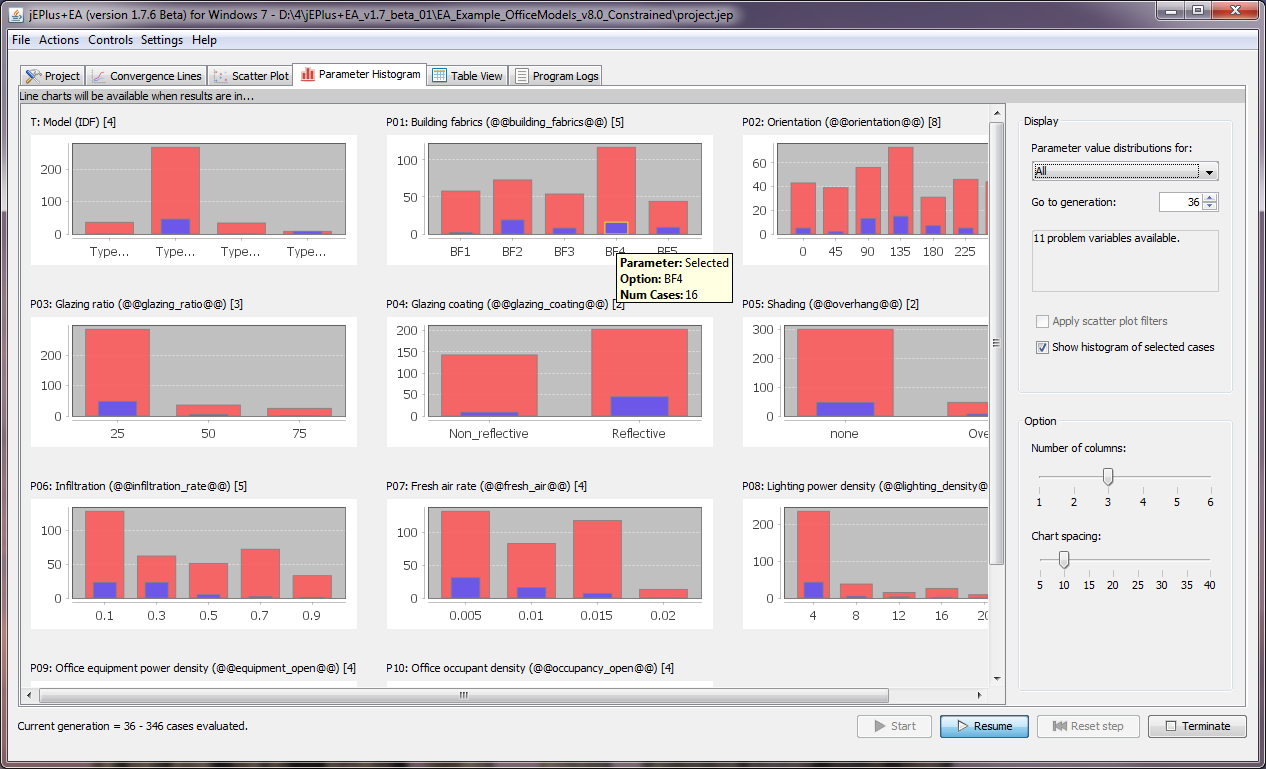 jEPlus+EA (version 1.7.6 Beta) for Windows 7 - D:\4\jEPlus+EA_v1.7_beta_01\EA_Example_OfficeModels_v8.0_Constrained\project.jep
File Actions Controls Settings Help
Project Convergence Lines Scatter Plot Parameter Histogram Table View Program Logs
Line charts will be available when results are in...
T: Model (IDF) [4]
200
100
0
Type... Type... Type... Type...
P01: Building fabrics (@@building_fabrics@@) [5]
100
50
0
BF1 BF2 BF3 BF4 BF5
Parameter: Selected
Option: BF4
Num Cases: 16
P02: Orientation (@@orientation@@) [8]
60
40
20
0
0 45 90 135 180 225
P03: Glazing ratio (@@glazing_ratio@@) [3]
200
100
0
25 50 75
P04: Glazing coating (@@glazing_coating@@) [2]
200
150
100
50
0
Non_reflective Reflective
P05: Shading (@@overhang@@) [2]
300
200
100
0
none Ove
P06: Infiltration (@@infiltration_rate@@) [5]
100
50
0
0.1 0.3 0.5 0.7 0.9
P07: Fresh air rate (@@fresh_air@@) [4]
100
50
0
0.005 0.01 0.015 0.02
P08: Lighting power density (@@lighting_density@
200
100
0
4 8 12 16 20
P09: Office equipment power density (@@equipment_open@@) [4]
P10: Office occupant density (@@occupancy_open@@) [4]
Display
Parameter value distributions for:
All
Go to generation: 36
11 problem variables available.
Apply scatter plot filters
Show histogram of selected cases
Option
Number of columns:
1 2 3 4 5 6
Chart spacing:
5 10 15 20 25 30 35 40
Current generation = 36 - 346 cases evaluated.
Start Resume Reset step Terminate